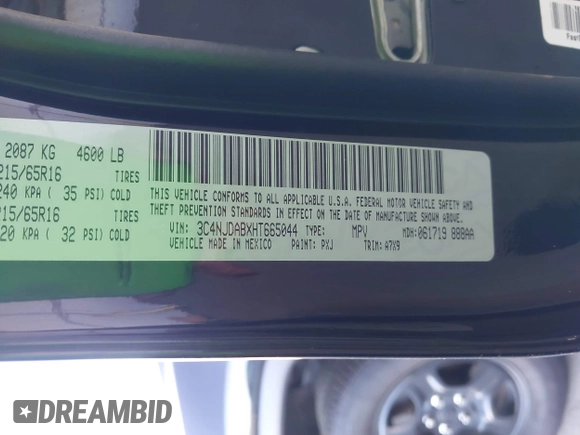 2087 KG 4600 LB
215/65R16 TIRES
240 KPA ( 35 PSI) COLD
215/65R16 TIRES
20 KPA ( 32 PSI) COLD
THIS VEHICLE CONFORMS TO ALL APPLICABLE U.S.A. FEDERAL MOTOR VEHICLE SAFETY AND
THEFT PREVENTION STANDARDS IN EFFECT ON THE DATE OF MANUFACTURE SHOWN ABOVE.
VIN: 3C4NJDABXHT665044 TYPE: MPV MDH: 061719 888AA
VEHICLE MADE IN MEXICO PAINT: PXJ TRIM: A7X9
DREAMBID